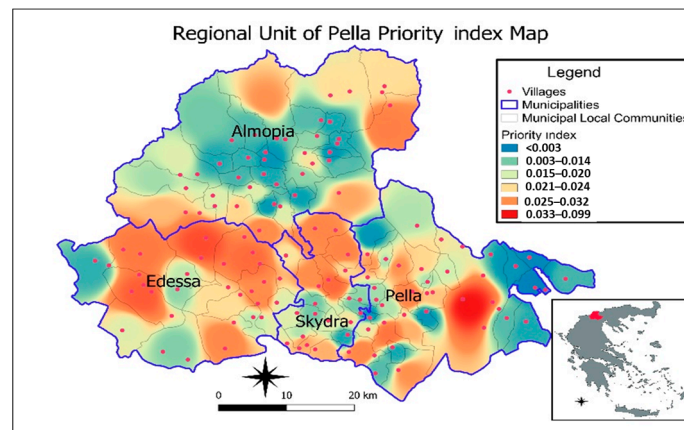 Regional Unit of Pella Priority index Map
Legend
Villages
Municipalities
Municipal Local Communities
Priority index
<0.003
0.003–0.014
0.015–0.020
0.021–0.024
0.025–0.032
0.033–0.099
Almopia
Edessa
Pella
Skydra
0 10 20 km